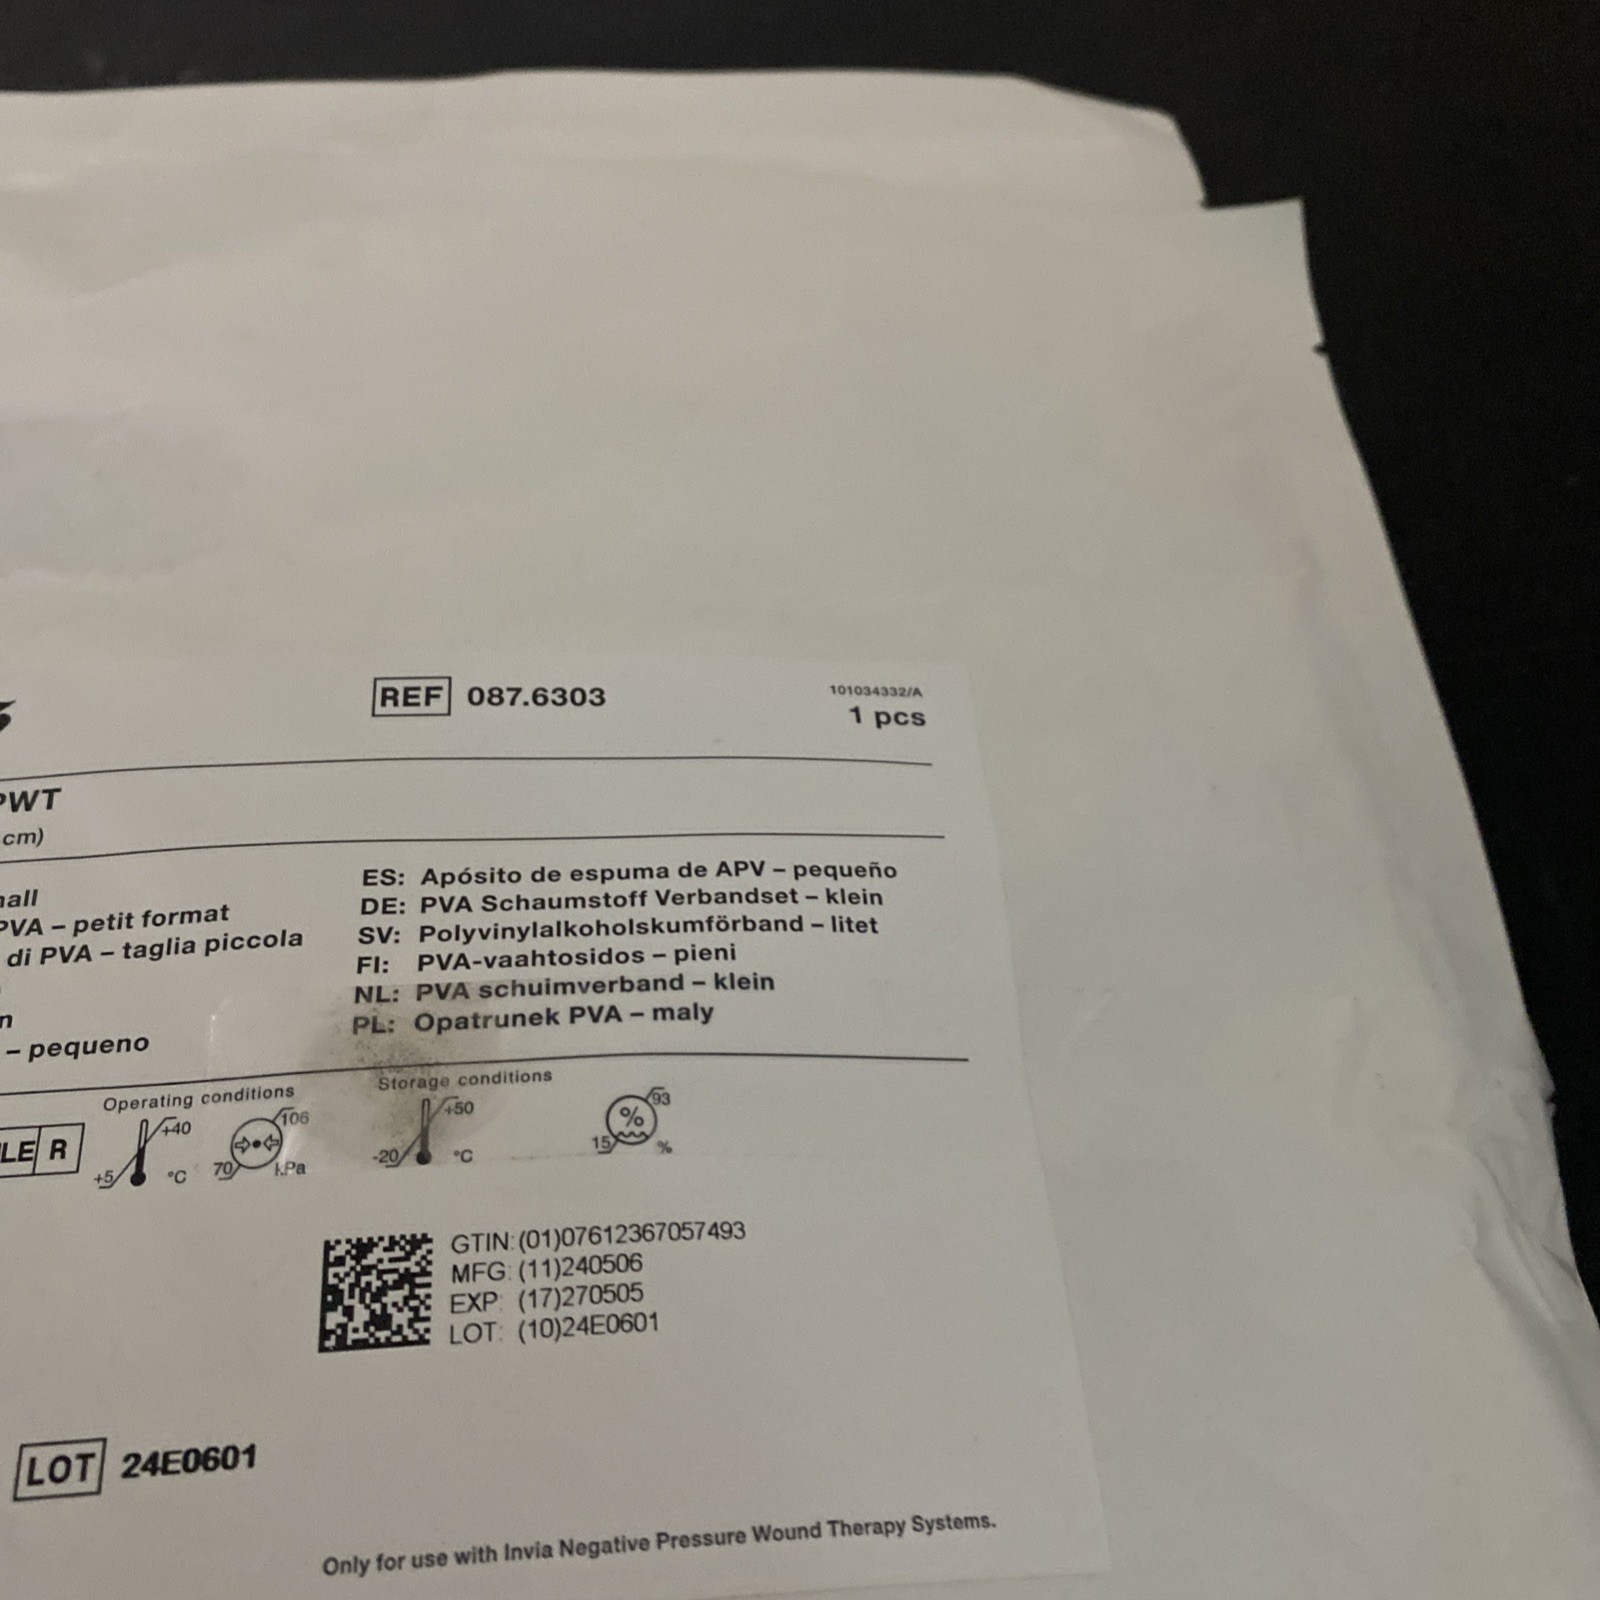 REF 087.6303
101034332/A
1 pcs
PWT
cm)
mall
PVA – petit format
di PVA – taglia piccola
n
– pequeno
ES: Apósito de espuma de APV – pequeño
DE: PVA Schaumstoff Verbandset – klein
SV: Polyvinylalkoholskumförband – litet
FI: PVA-vaahtosidos – pieni
NL: PVA schuimverband – klein
PL: Opatrunek PVA – maly
Operating conditions
Storage conditions
LE R
+5 +40 °C
70 106 kPa
-20 +50 °C
15 % 93 %
GTIN: (01)07612367057493
MFG: (11)240506
EXP: (17)270505
LOT: (10)24E0601
LOT 24E0601
Only for use with Invia Negative Pressure Wound Therapy Systems.